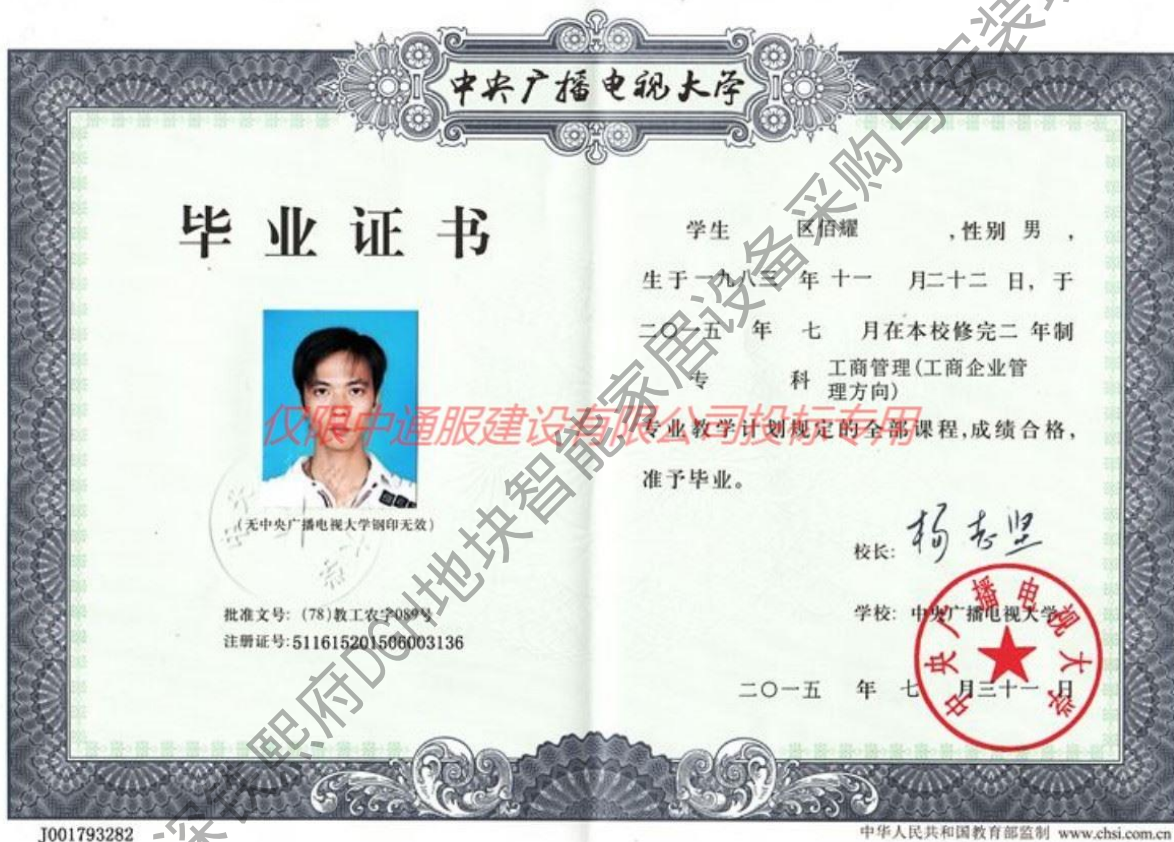 中央广播电视大学
毕业证书
(无中央广播电视大学钢印无效)
批准文号: (78)教工农字089号
注册证号:511615201506003136
学生 区佰耀 ,性别 男 ,
生于一九八三 年 十一 月二十二 日, 于
二〇一五 年 七 月在本校修完二 年制
专 科 工商管理(工商企业管
理方向)
专业教学计划规定的全部课程,成绩合格,
准予毕业。
校长: 杨志坚
学校: 中央广播电视大学
二〇一五 年 七 月三十一 日
中央广播电视大学
仅限中通服建设有限公司投标专用
熙府DCH地块智能家居设备采购与安装
J001793282
中华人民共和国教育部监制 www.chsi.com.cn